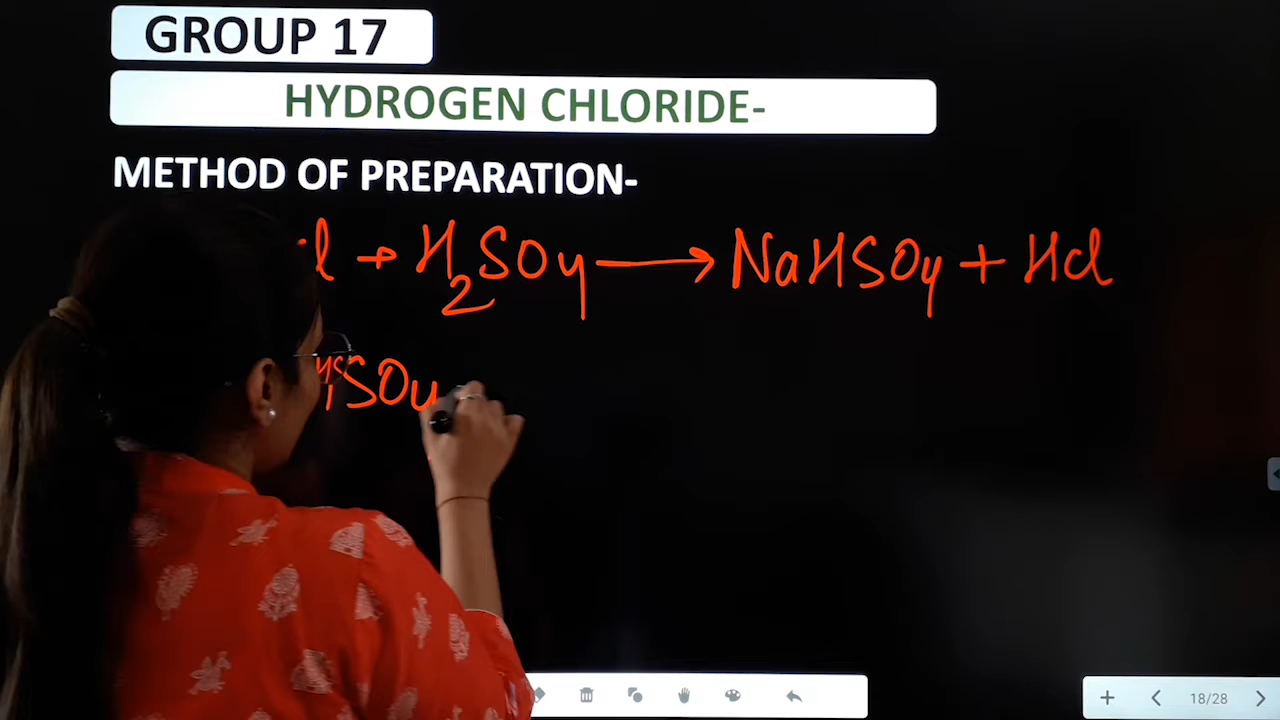 GROUP 17
HYDROGEN CHLORIDE-
METHOD OF PREPARATION-
l + H₂SO₄ → NaHSO₄ + HCl
SO₄
18/28